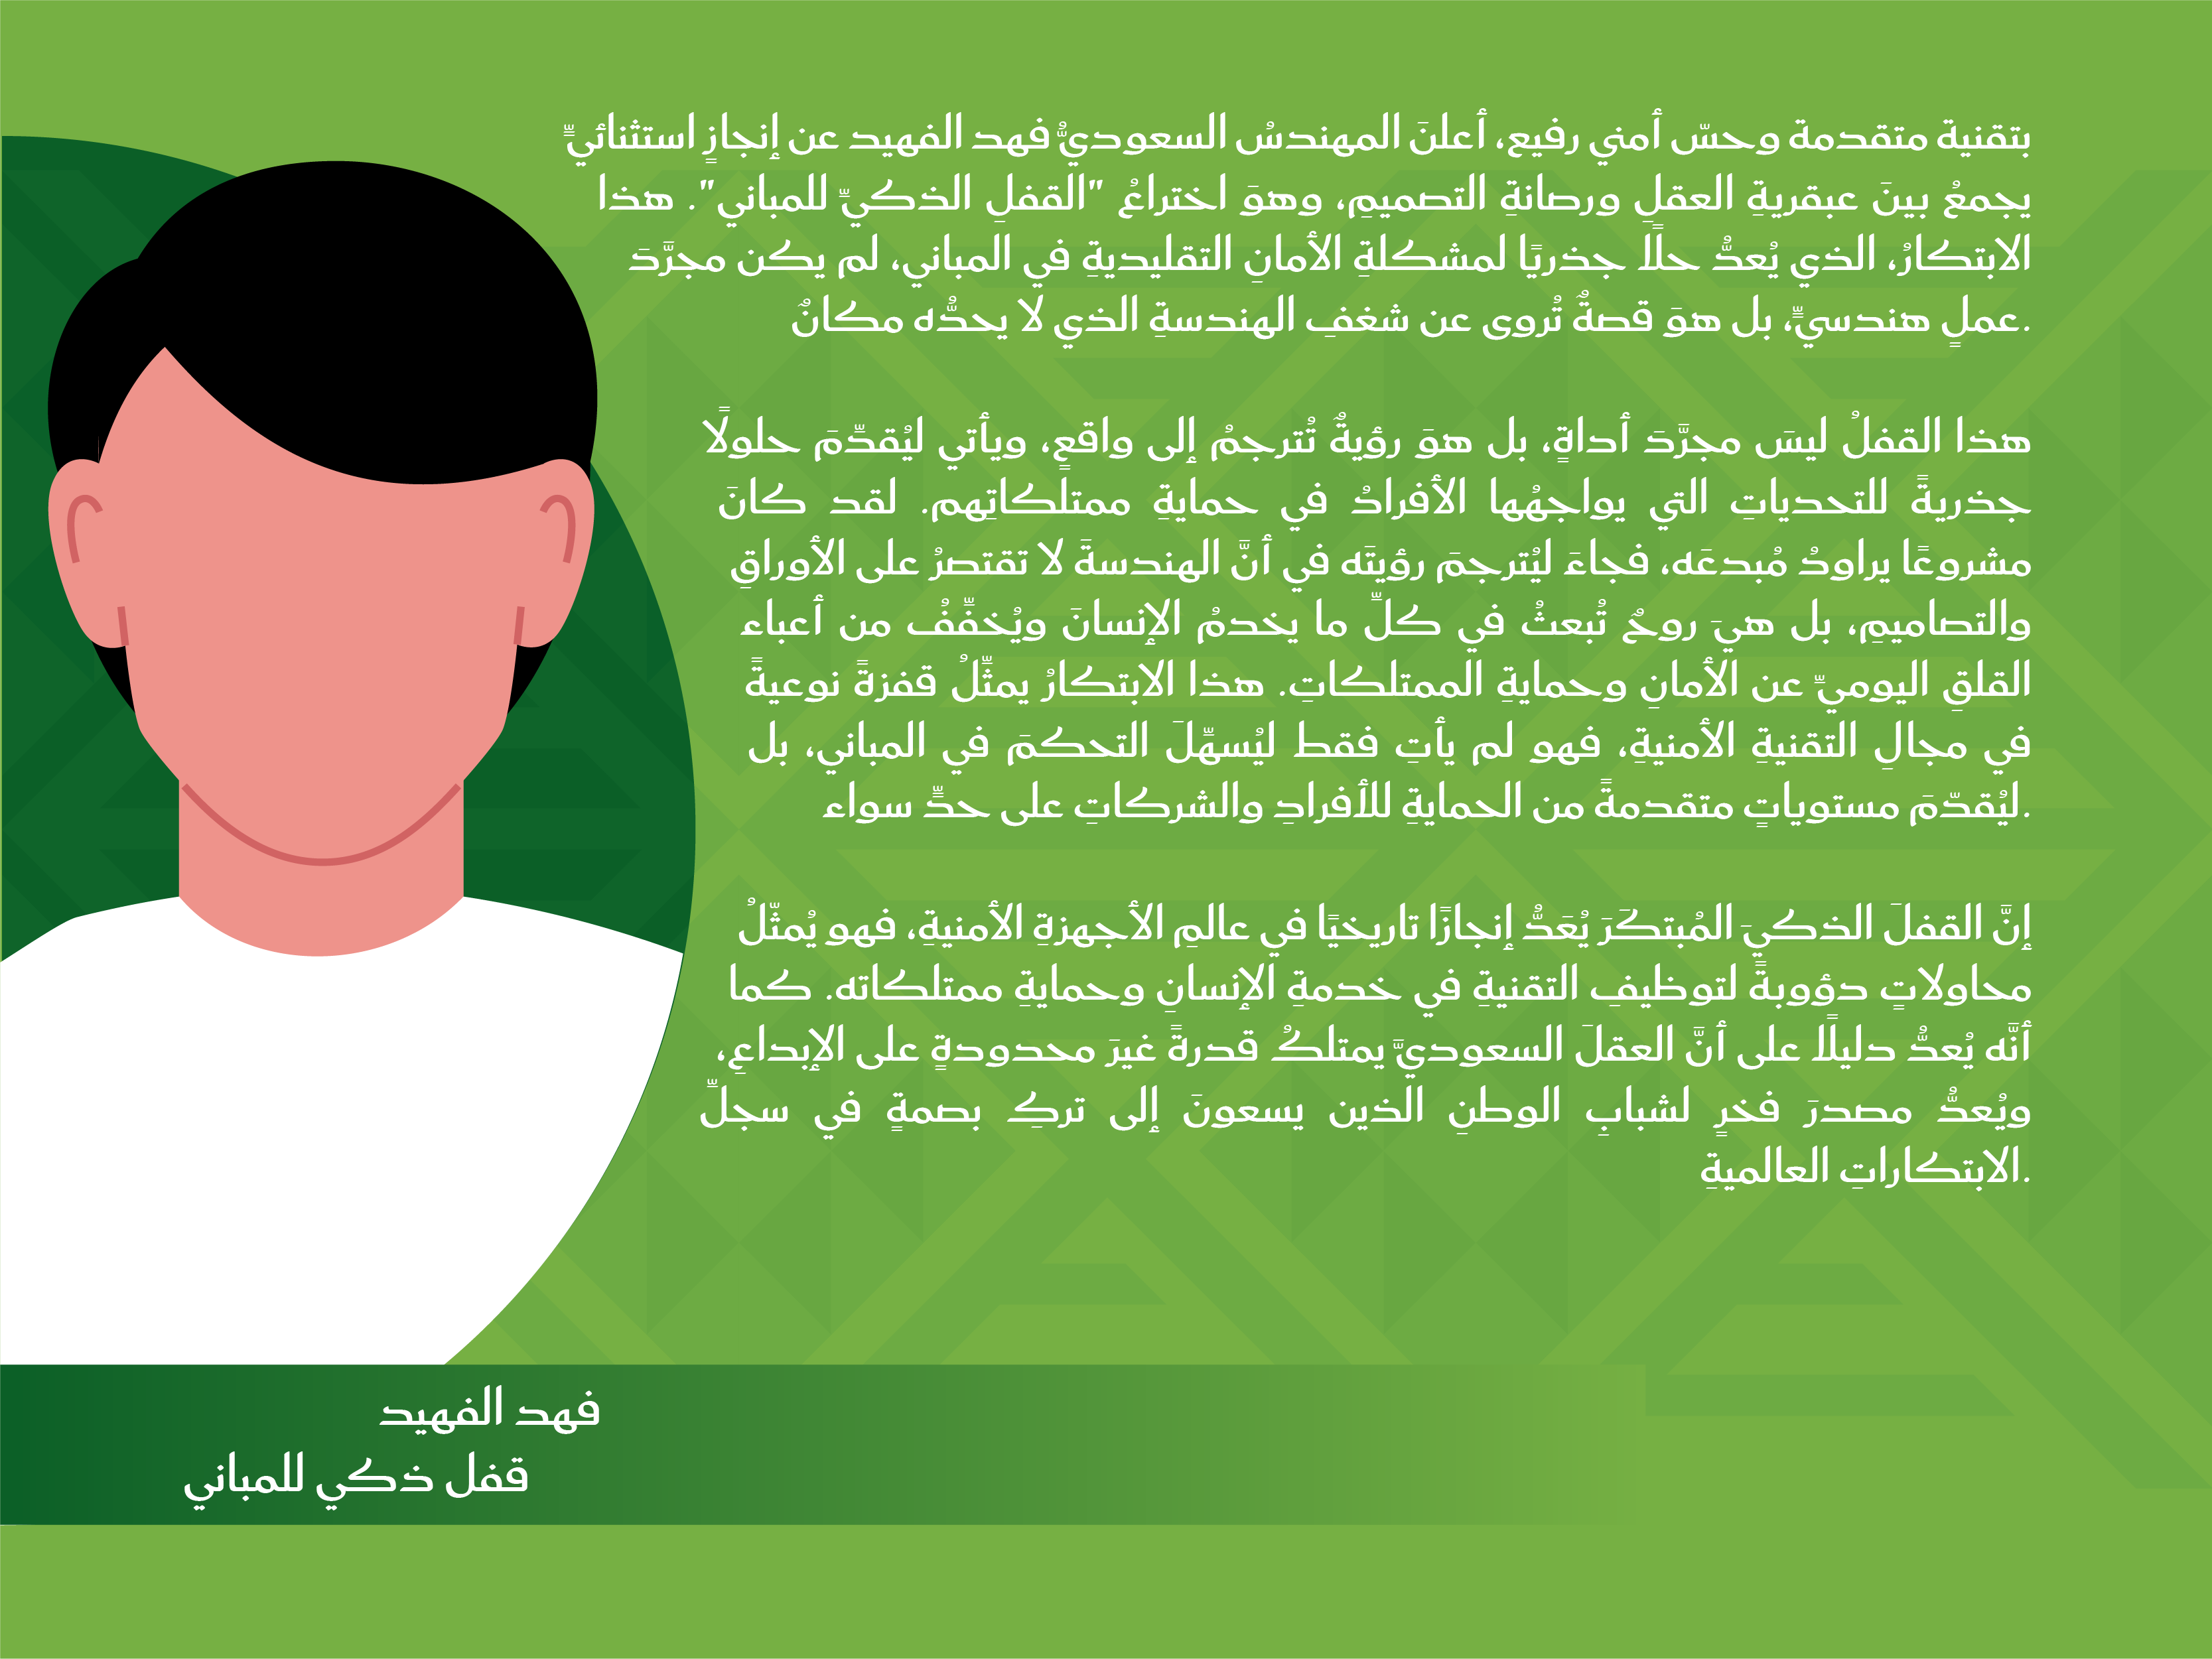 بتقنية متقدمة وحسّ أمني رفيع، أعلنَ المهندسُ السعوديُّ فهد الفهيد عن إنجازٍ استثنائيٍّ
يجمعُ بينَ عبقريةِ العقلِ ورصانةِ التصميمِ، وهوَ اختراعُ "القفلِ الذكيِّ للمباني". هذا
الابتكارُ، الذي يُعدُّ حلًا جذريًا لمشكلةِ الأمانِ التقليديةِ في المباني، لم يكن مجرَّدَ
عملٍ هندسيٍّ، بل هوَ قصةٌ تُروى عن شغفِ الهندسةِ الذي لا يحدُّه مكانٌ.
هذا القفلُ ليسَ مجرَّدَ أداةٍ، بل هوَ رؤيةٌ تُترجمُ إلى واقعٍ، ويأتي ليُقدِّمَ حلولًا
جذريةً للتحدياتِ التي يواجهُها الأفرادُ في حمايةِ ممتلكاتِهم. لقد كانَ
مشروعًا يراودُ مُبدعَه، فجاءَ ليُترجمَ رؤيتَه في أنَّ الهندسةَ لا تقتصرُ على الأوراقِ
والتصاميمِ، بل هيَ روحٌ تُبعثُ في كلِّ ما يخدمُ الإنسانَ ويُخفِّفُ من أعباء
القلقِ اليوميِّ عن الأمانِ وحمايةِ الممتلكاتِ. هذا الابتكارُ يمثِّلُ قفزةً نوعيةً
في مجالِ التقنيةِ الأمنيةِ، فهو لم يأتِ فقط ليُسهِّلَ التحكمَ في المباني، بل
ليُقدّمَ مستوياتٍ متقدمةً من الحمايةِ للأفرادِ والشركاتِ على حدٍّ سواء.
إنَّ القفلَ الذكيَ المُبتكَرَ يُعَدُّ إنجازًا تاريخيًا في عالمِ الأجهزةِ الأمنيةِ، فهو يُمثّلُ
محاولاتٍ دؤوبةً لتوظيفِ التقنيةِ في خدمةِ الإنسانِ وحمايةِ ممتلكاته. كما
أنَّه يُعدُّ دليلًا على أنَّ العقلَ السعوديَّ يمتلكُ قدرةً غيرَ محدودةٍ على الإبداعِ،
ويُعدُّ مصدرَ فخرٍ لشبابِ الوطنِ الذين يسعونَ إلى تركِ بصمةٍ في سجلِّ
الابتكاراتِ العالميةِ.
فهد الفهيد
قفل ذكي للمباني